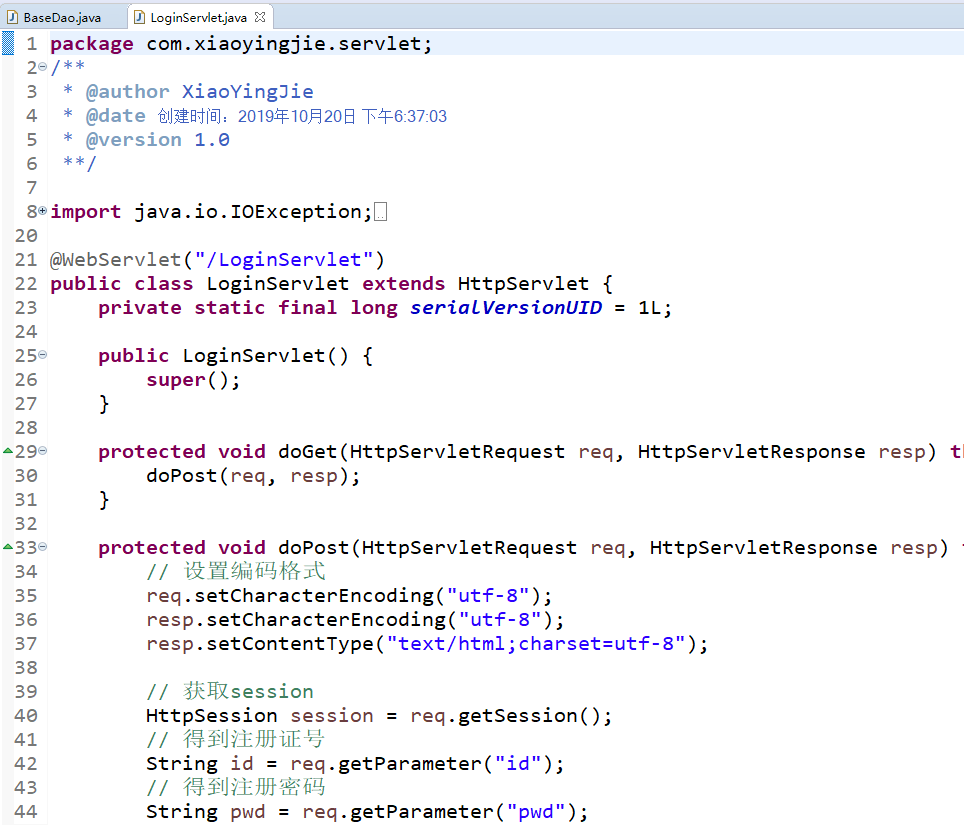 BaseDao.java LoginServlet.java
1 package com.xiaoyingjie.servlet;
2 /**
3 * @author XiaoYingJie
4 * @date 创建时间：2019年10月20日 下午6:37:03
5 * @version 1.0
6 **/
7
8 import java.io.IOException;
20
21 @WebServlet("/LoginServlet")
22 public class LoginServlet extends HttpServlet {
23 private static final long serialVersionUID = 1L;
24
25 public LoginServlet() {
26 super();
27 }
28
29 protected void doGet(HttpServletRequest req, HttpServletResponse resp) th
30 doPost(req, resp);
31 }
32
33 protected void doPost(HttpServletRequest req, HttpServletResponse resp)
34 // 设置编码格式
35 req.setCharacterEncoding("utf-8");
36 resp.setCharacterEncoding("utf-8");
37 resp.setContentType("text/html;charset=utf-8");
38
39 // 获取session
40 HttpSession session = req.getSession();
41 // 得到注册证号
42 String id = req.getParameter("id");
43 // 得到注册密码
44 String pwd = req.getParameter("pwd");